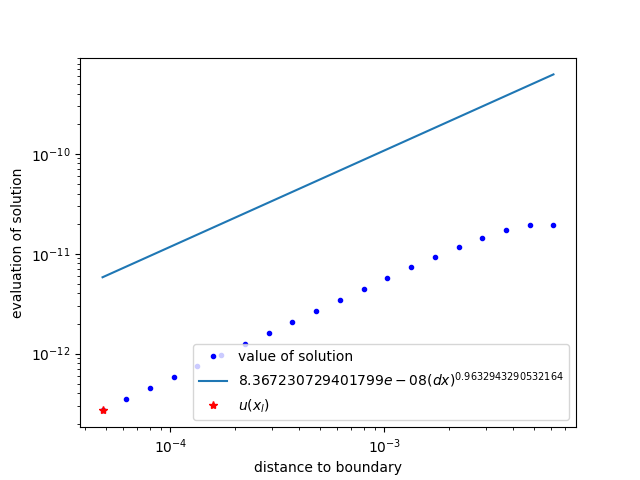 evaluation of solution
10⁻¹⁰
10⁻¹¹
10⁻¹²
value of solution
8.367230729401799e − 08(dx)^0.9632943290532164
u(x_l)
10⁻⁴
10⁻³
distance to boundary